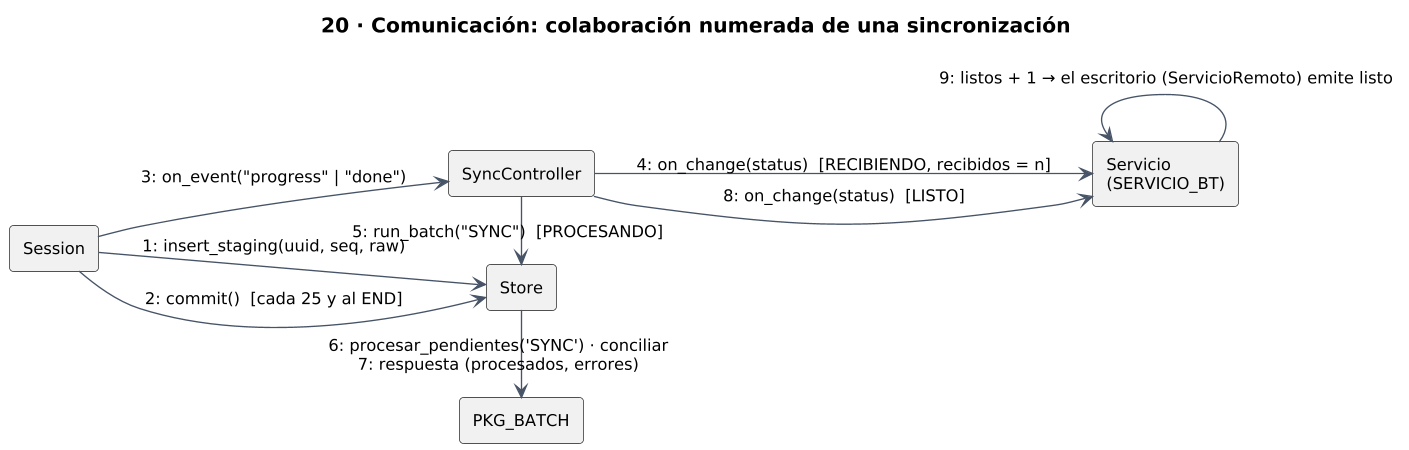 20 · Comunicación: colaboración numerada de una sincronización
9: listos + 1 → el escritorio (ServicioRemoto) emite listo
4: on_change(status)  [RECIBIENDO, recibidos = n]
Servicio
(SERVICIO_BT)
SyncController
3: on_event("progress" | "done")
8: on_change(status)  [LISTO]
5: run_batch("SYNC")  [PROCESANDO]
Session
1: insert_staging(uuid, seq, raw)
Store
2: commit()  [cada 25 y al END]
6: procesar_pendientes('SYNC') · conciliar
7: respuesta (procesados, errores)
PKG_BATCH